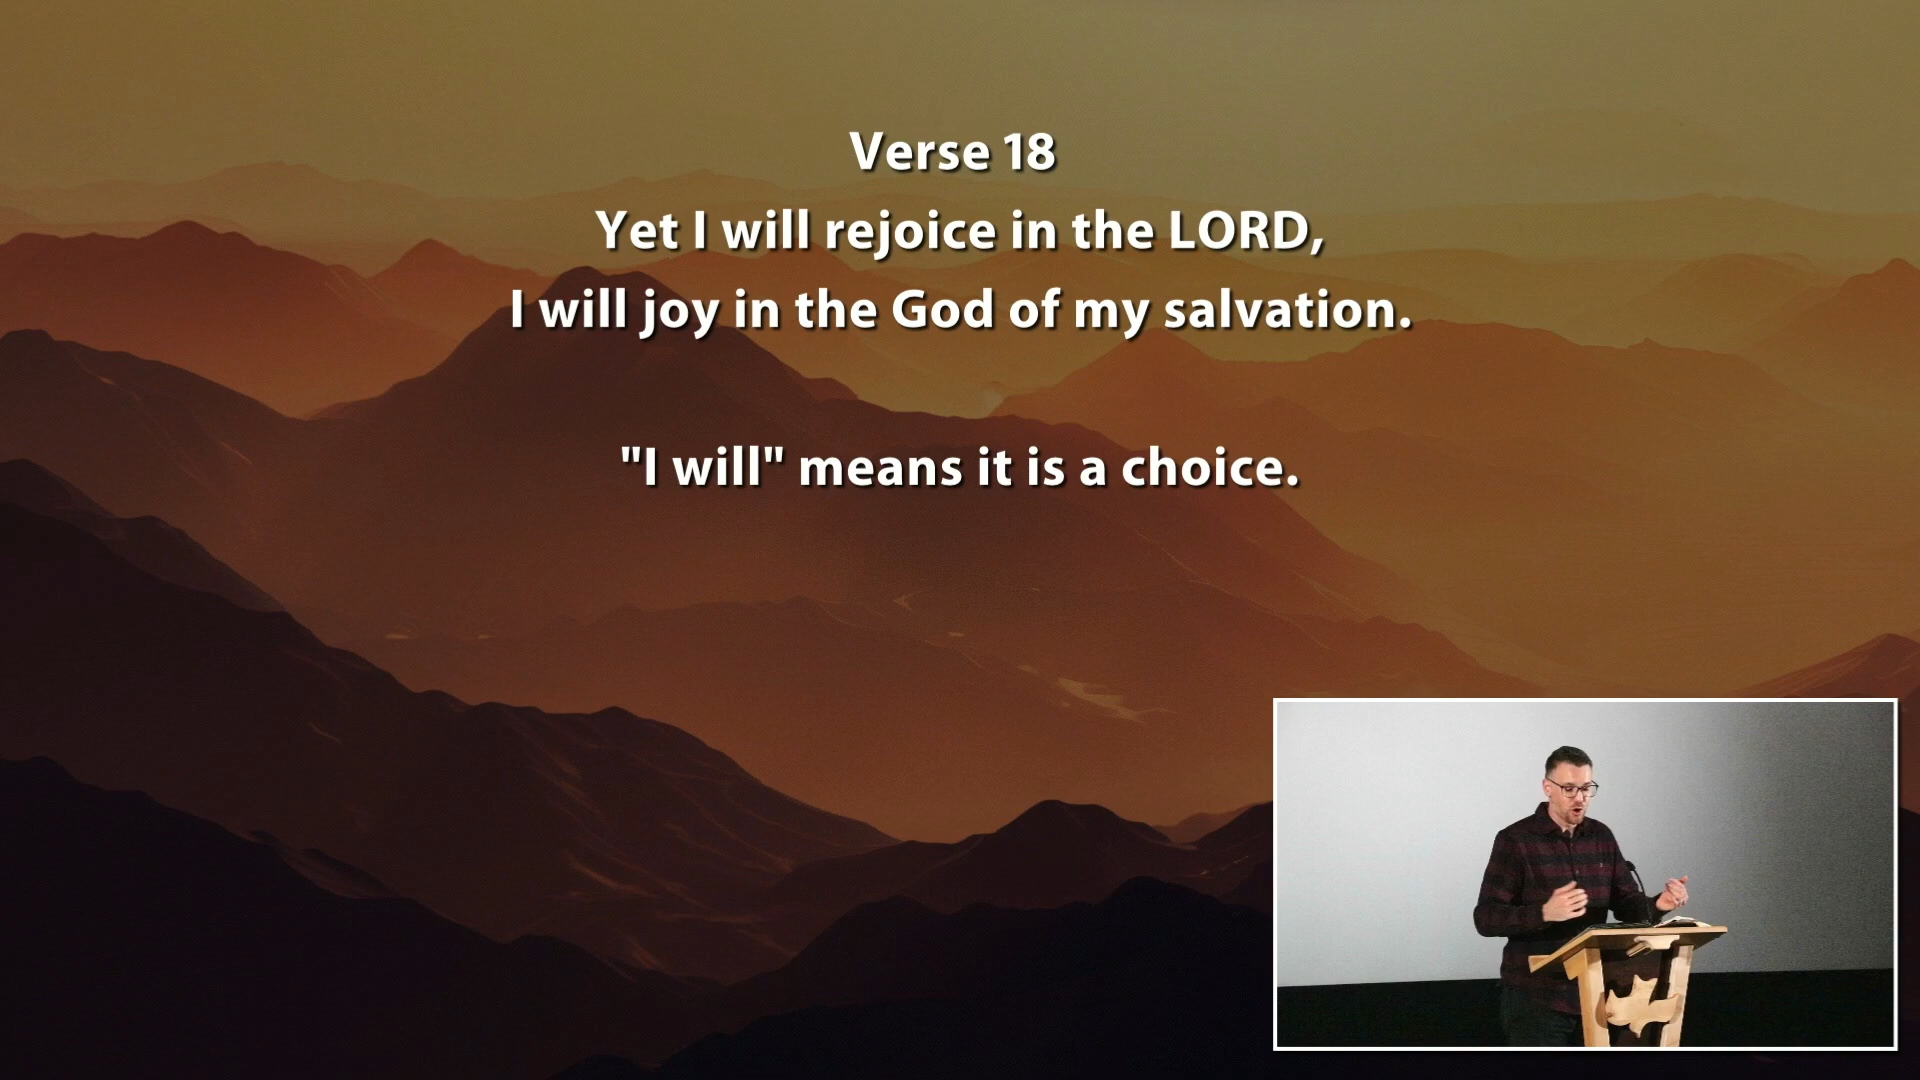 Verse 18
Yet I will rejoice in the LORD,
I will joy in the God of my salvation.
"I will" means it is a choice.